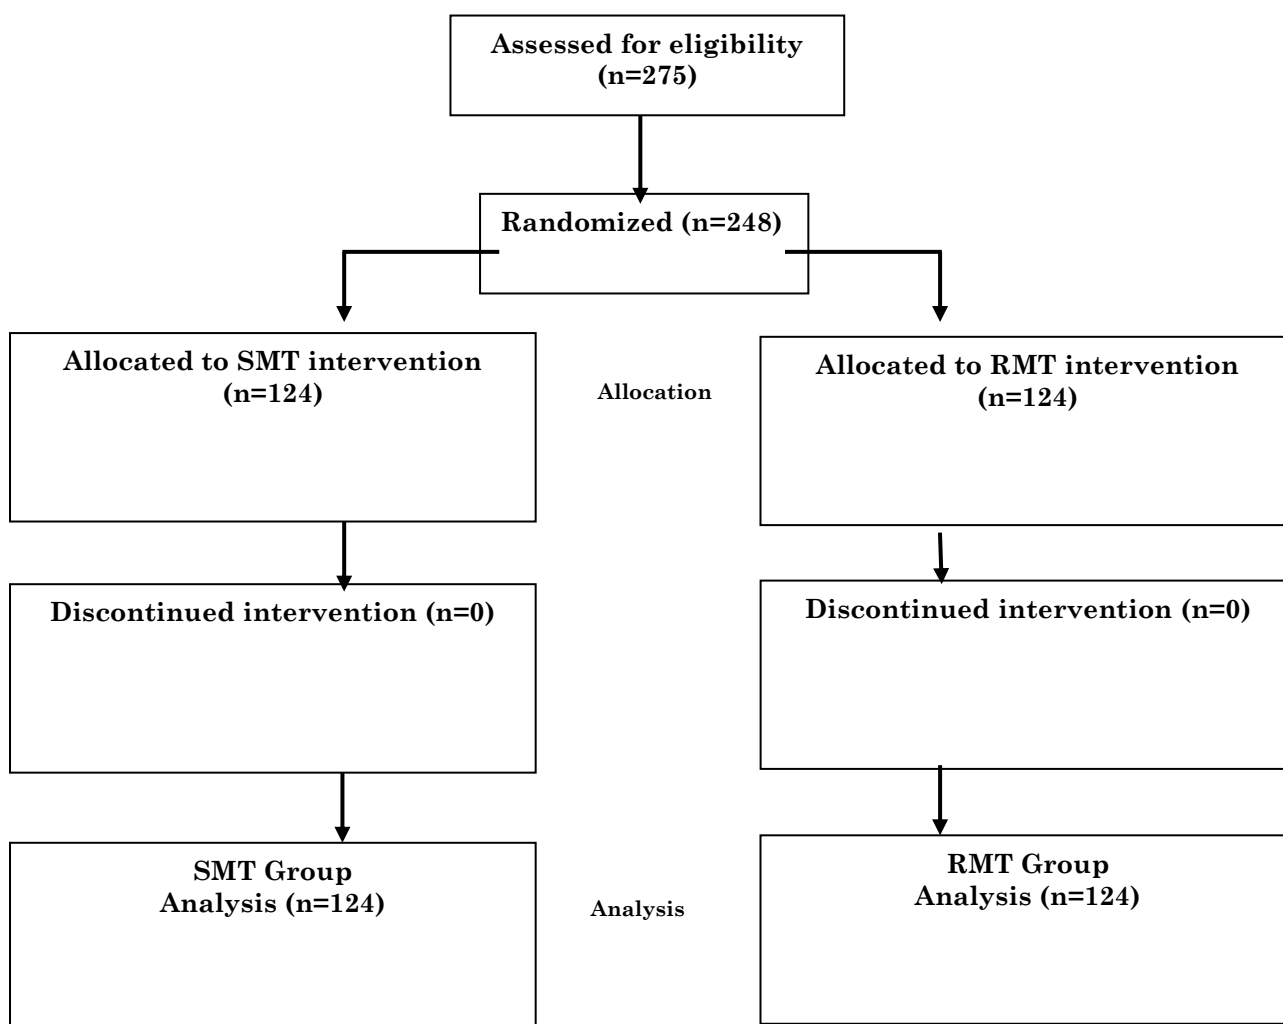 Assessed for eligibility
(n=275)
Randomized (n=248)
Allocated to SMT intervention
(n=124)
Allocation
Allocated to RMT intervention
(n=124)
Discontinued intervention (n=0)
Discontinued intervention (n=0)
SMT Group
Analysis (n=124)
Analysis
RMT Group
Analysis (n=124)